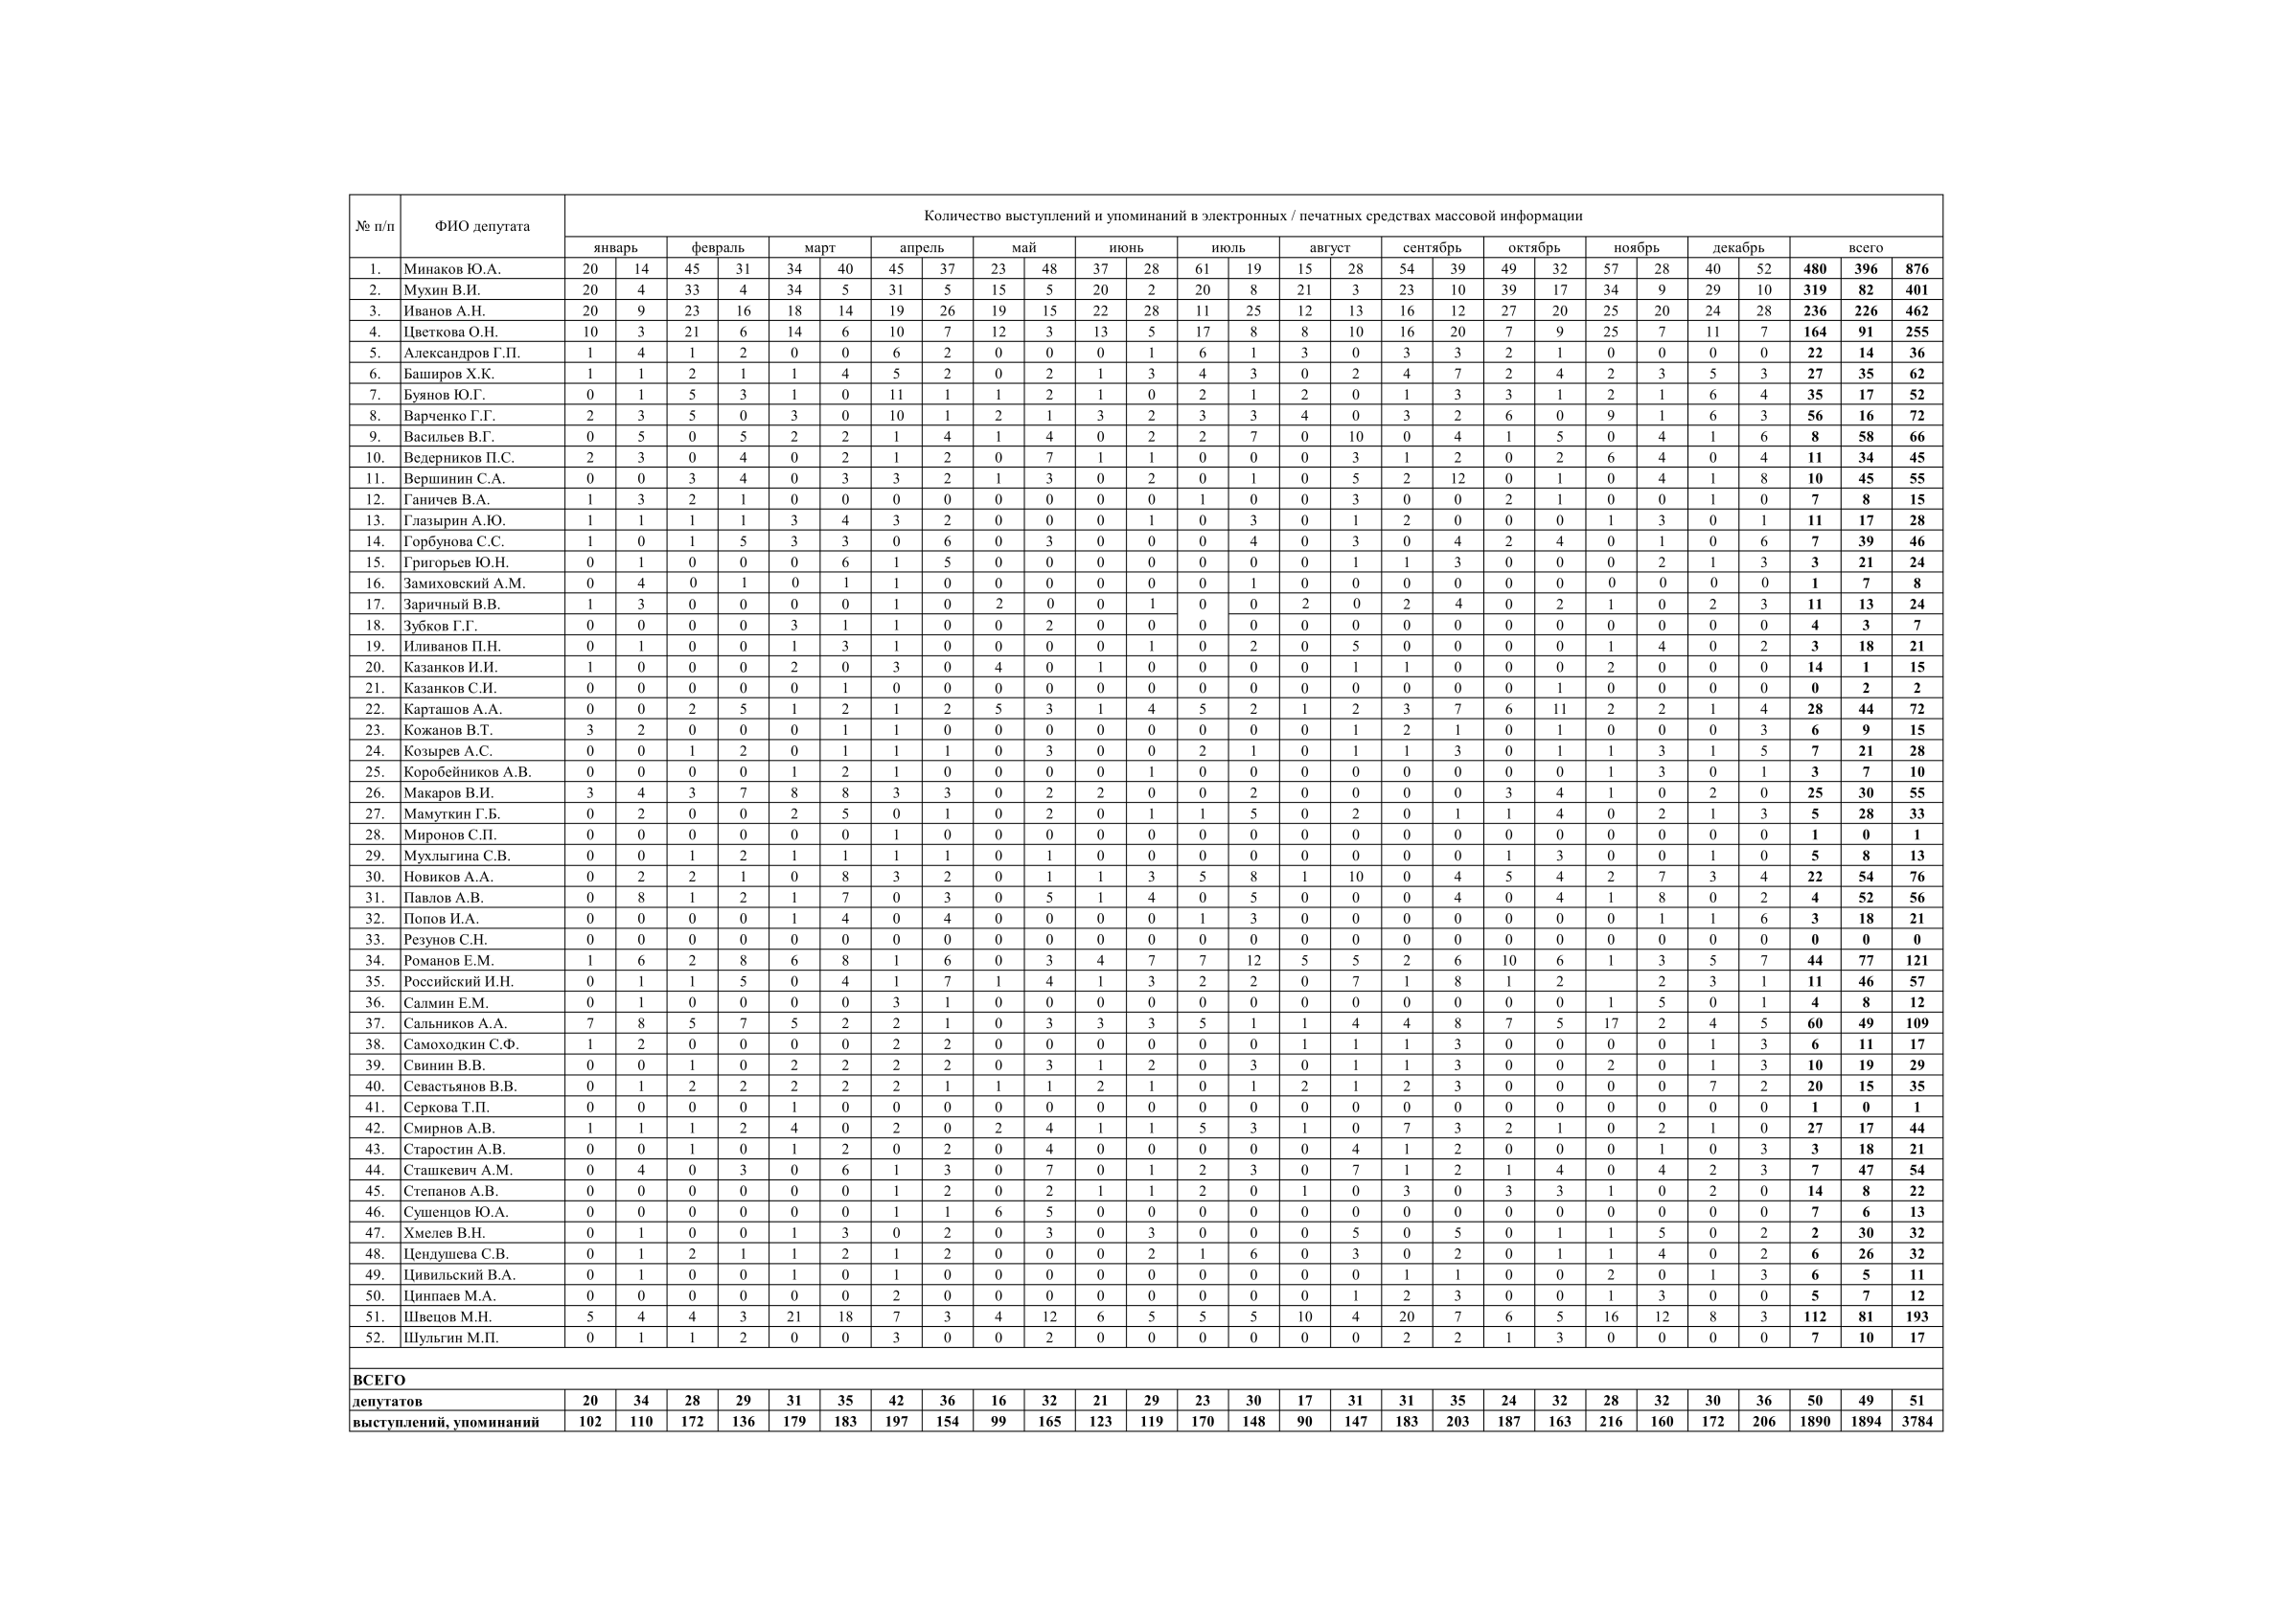 Количество выступлений и упоминаний в электронных / печатных средствах массовой информации
№ п/п ФИО депутата
январь февраль март апрель май июнь июль август сентябрь октябрь ноябрь декабрь всего
1. Минаков Ю.А. 20 14 45 31 34 40 45 37 23 48 37 28 61 19 15 28 54 39 49 32 57 28 40 52 480 396 876
2. Мухин В.И. 20 4 33 4 34 5 31 5 15 5 20 2 20 8 21 3 23 10 39 17 34 9 29 10 319 82 401
3. Иванов А.Н. 20 9 23 16 18 14 19 26 19 15 22 28 11 25 12 13 16 12 27 20 25 20 24 28 236 226 462
4. Цветкова О.Н. 10 3 21 6 14 6 10 7 12 3 13 5 17 8 8 10 16 20 7 9 25 7 11 7 164 91 255
5. Александров Г.П. 1 4 1 2 0 0 6 2 0 0 0 1 6 1 3 0 3 3 2 1 0 0 0 0 22 14 36
6. Баширов Х.К. 1 1 2 1 1 4 5 2 0 2 1 3 4 3 0 2 4 7 2 4 2 3 5 3 27 35 62
7. Буянов Ю.Г. 0 1 5 3 1 0 11 1 1 2 1 0 2 1 2 0 1 3 3 1 2 1 6 4 35 17 52
8. Варченко Г.Г. 2 3 5 0 3 0 10 1 2 1 3 2 3 3 4 0 3 2 6 0 9 1 6 3 56 16 72
9. Васильев В.Г. 0 5 0 5 2 2 1 4 1 4 0 2 2 7 0 10 0 4 1 5 0 4 1 6 8 58 66
10. Ведерников П.С. 2 3 0 4 0 2 1 2 0 7 1 1 0 0 0 3 1 2 0 2 6 4 0 4 11 34 45
11. Вершинин С.А. 0 0 3 4 0 3 3 2 1 3 0 2 0 1 0 5 2 12 0 1 0 4 1 8 10 45 55
12. Ганичев В.А. 1 3 2 1 0 0 0 0 0 0 0 0 1 0 0 3 0 0 2 1 0 0 1 0 7 8 15
13. Глазырин А.Ю. 1 1 1 1 3 4 3 2 0 0 0 1 0 3 0 1 2 0 0 0 1 3 0 1 11 17 28
14. Горбунова С.С. 1 0 1 5 3 3 0 6 0 3 0 0 0 4 0 3 0 4 2 4 0 1 0 6 7 39 46
15. Григорьев Ю.Н. 0 1 0 0 0 6 1 5 0 0 0 0 0 0 0 1 1 3 0 0 0 2 1 3 3 21 24
16. Замиховский А.М. 0 4 0 1 0 1 1 0 0 0 0 0 0 1 0 0 0 0 0 0 0 0 0 0 1 7 8
17. Заричный В.В. 1 3 0 0 0 0 1 0 2 0 0 1 0 0 2 0 2 4 0 2 1 0 2 3 11 13 24
18. Зубков Г.Г. 0 0 0 0 3 1 1 0 0 2 0 0 0 0 0 0 0 0 0 0 0 0 0 0 4 3 7
19. Иливанов П.Н. 0 1 0 0 1 3 1 0 0 0 0 1 0 2 0 5 0 0 0 0 1 4 0 2 3 18 21
20. Казанков И.И. 1 0 0 0 2 0 3 0 4 0 1 0 0 0 0 1 1 0 0 0 2 0 0 0 14 1 15
21. Казанков С.И. 0 0 0 0 0 1 0 0 0 0 0 0 0 0 0 0 0 0 0 1 0 0 0 0 0 2 2
22. Карташов А.А. 0 0 2 5 1 2 1 2 5 3 1 4 5 2 1 2 3 7 6 11 2 2 1 4 28 44 72
23. Кожанов В.Т. 3 2 0 0 0 1 1 0 0 0 0 0 0 0 0 1 2 1 0 1 0 0 0 3 6 9 15
24. Козырев А.С. 0 0 1 2 0 1 1 1 0 3 0 0 2 1 0 1 1 3 0 1 1 3 1 5 7 21 28
25. Коробейников А.В. 0 0 0 0 1 2 1 0 0 0 0 1 0 0 0 0 0 0 0 0 1 3 0 1 3 7 10
26. Макаров В.И. 3 4 3 7 8 8 3 3 0 2 2 0 0 2 0 0 0 0 3 4 1 0 2 0 25 30 55
27. Мамуткин Г.Б. 0 2 0 0 2 5 0 1 0 2 0 1 1 5 0 2 0 1 1 4 0 2 1 3 5 28 33
28. Миронов С.П. 0 0 0 0 0 0 1 0 0 0 0 0 0 0 0 0 0 0 0 0 0 0 0 0 1 0 1
29. Мухлыгина С.В. 0 0 1 2 1 1 1 1 0 1 0 0 0 0 0 0 0 0 1 3 0 0 1 0 5 8 13
30. Новиков А.А. 0 2 2 1 0 8 3 2 0 1 1 3 5 8 1 10 0 4 5 4 2 7 3 4 22 54 76
31. Павлов А.В. 0 8 1 2 1 7 0 3 0 5 1 4 0 5 0 0 0 4 0 4 1 8 0 2 4 52 56
32. Попов И.А. 0 0 0 0 1 4 0 4 0 0 0 0 1 3 0 0 0 0 0 0 0 1 1 6 3 18 21
33. Резунов С.Н. 0 0 0 0 0 0 0 0 0 0 0 0 0 0 0 0 0 0 0 0 0 0 0 0 0 0 0
34. Романов Е.М. 1 6 2 8 6 8 1 6 0 3 4 7 7 12 5 5 2 6 10 6 1 3 5 7 44 77 121
35. Российский И.Н. 0 1 1 5 0 4 1 7 1 4 1 3 2 2 0 7 1 8 1 2 2 3 1 11 46 57
36. Салмин Е.М. 0 1 0 0 0 0 3 1 0 0 0 0 0 0 0 0 0 0 0 0 1 5 0 1 4 8 12
37. Сальников А.А. 7 8 5 7 5 2 2 1 0 3 3 3 5 1 1 4 4 8 7 5 17 2 4 5 60 49 109
38. Самоходкин С.Ф. 1 2 0 0 0 0 2 2 0 0 0 0 0 0 1 1 1 3 0 0 0 0 1 3 6 11 17
39. Свинин В.В. 0 0 1 0 2 2 2 2 0 3 1 2 0 3 0 1 1 3 0 0 2 0 1 3 10 19 29
40. Севастьянов В.В. 0 1 2 2 2 2 2 1 1 1 2 1 0 1 2 1 2 3 0 0 0 0 7 2 20 15 35
41. Серкова Т.П. 0 0 0 0 1 0 0 0 0 0 0 0 0 0 0 0 0 0 0 0 0 0 0 0 1 0 1
42. Смирнов А.В. 1 1 1 2 4 0 2 0 2 4 1 1 5 3 1 0 7 3 2 1 0 2 1 0 27 17 44
43. Старостин А.В. 0 0 1 0 1 2 0 2 0 4 0 0 0 0 0 4 1 2 0 0 0 1 0 3 3 18 21
44. Сташкевич А.М. 0 4 0 3 0 6 1 3 0 7 0 1 2 3 0 7 1 2 1 4 0 4 2 3 7 47 54
45. Степанов А.В. 0 0 0 0 0 0 1 2 0 2 1 1 2 0 1 0 3 0 3 3 1 0 2 0 14 8 22
46. Сушенцов Ю.А. 0 0 0 0 0 0 1 1 6 5 0 0 0 0 0 0 0 0 0 0 0 0 0 0 7 6 13
47. Хмелев В.Н. 0 1 0 0 1 3 0 2 0 3 0 3 0 0 0 5 0 5 0 1 1 5 0 2 2 30 32
48. Цендушева С.В. 0 1 2 1 1 2 1 2 0 0 0 2 1 6 0 3 0 2 0 1 1 4 0 2 6 26 32
49. Цивильский В.А. 0 1 0 0 1 0 1 0 0 0 0 0 0 0 0 0 1 1 0 0 2 0 1 3 6 5 11
50. Цинпаев М.А. 0 0 0 0 0 0 2 0 0 0 0 0 0 0 0 1 2 3 0 0 1 3 0 0 5 7 12
51. Швецов М.Н. 5 4 4 3 21 18 7 3 4 12 6 5 5 5 10 4 20 7 6 5 16 12 8 3 112 81 193
52. Шульгин М.П. 0 1 1 2 0 0 3 0 0 2 0 0 0 0 0 0 2 2 1 3 0 0 0 0 7 10 17
ВСЕГО
депутатов 20 34 28 29 31 35 42 36 16 32 21 29 23 30 17 31 31 35 24 32 28 32 30 36 50 49 51
выступлений, упоминаний 102 110 172 136 179 183 197 154 99 165 123 119 170 148 90 147 183 203 187 163 216 160 172 206 1890 1894 3784